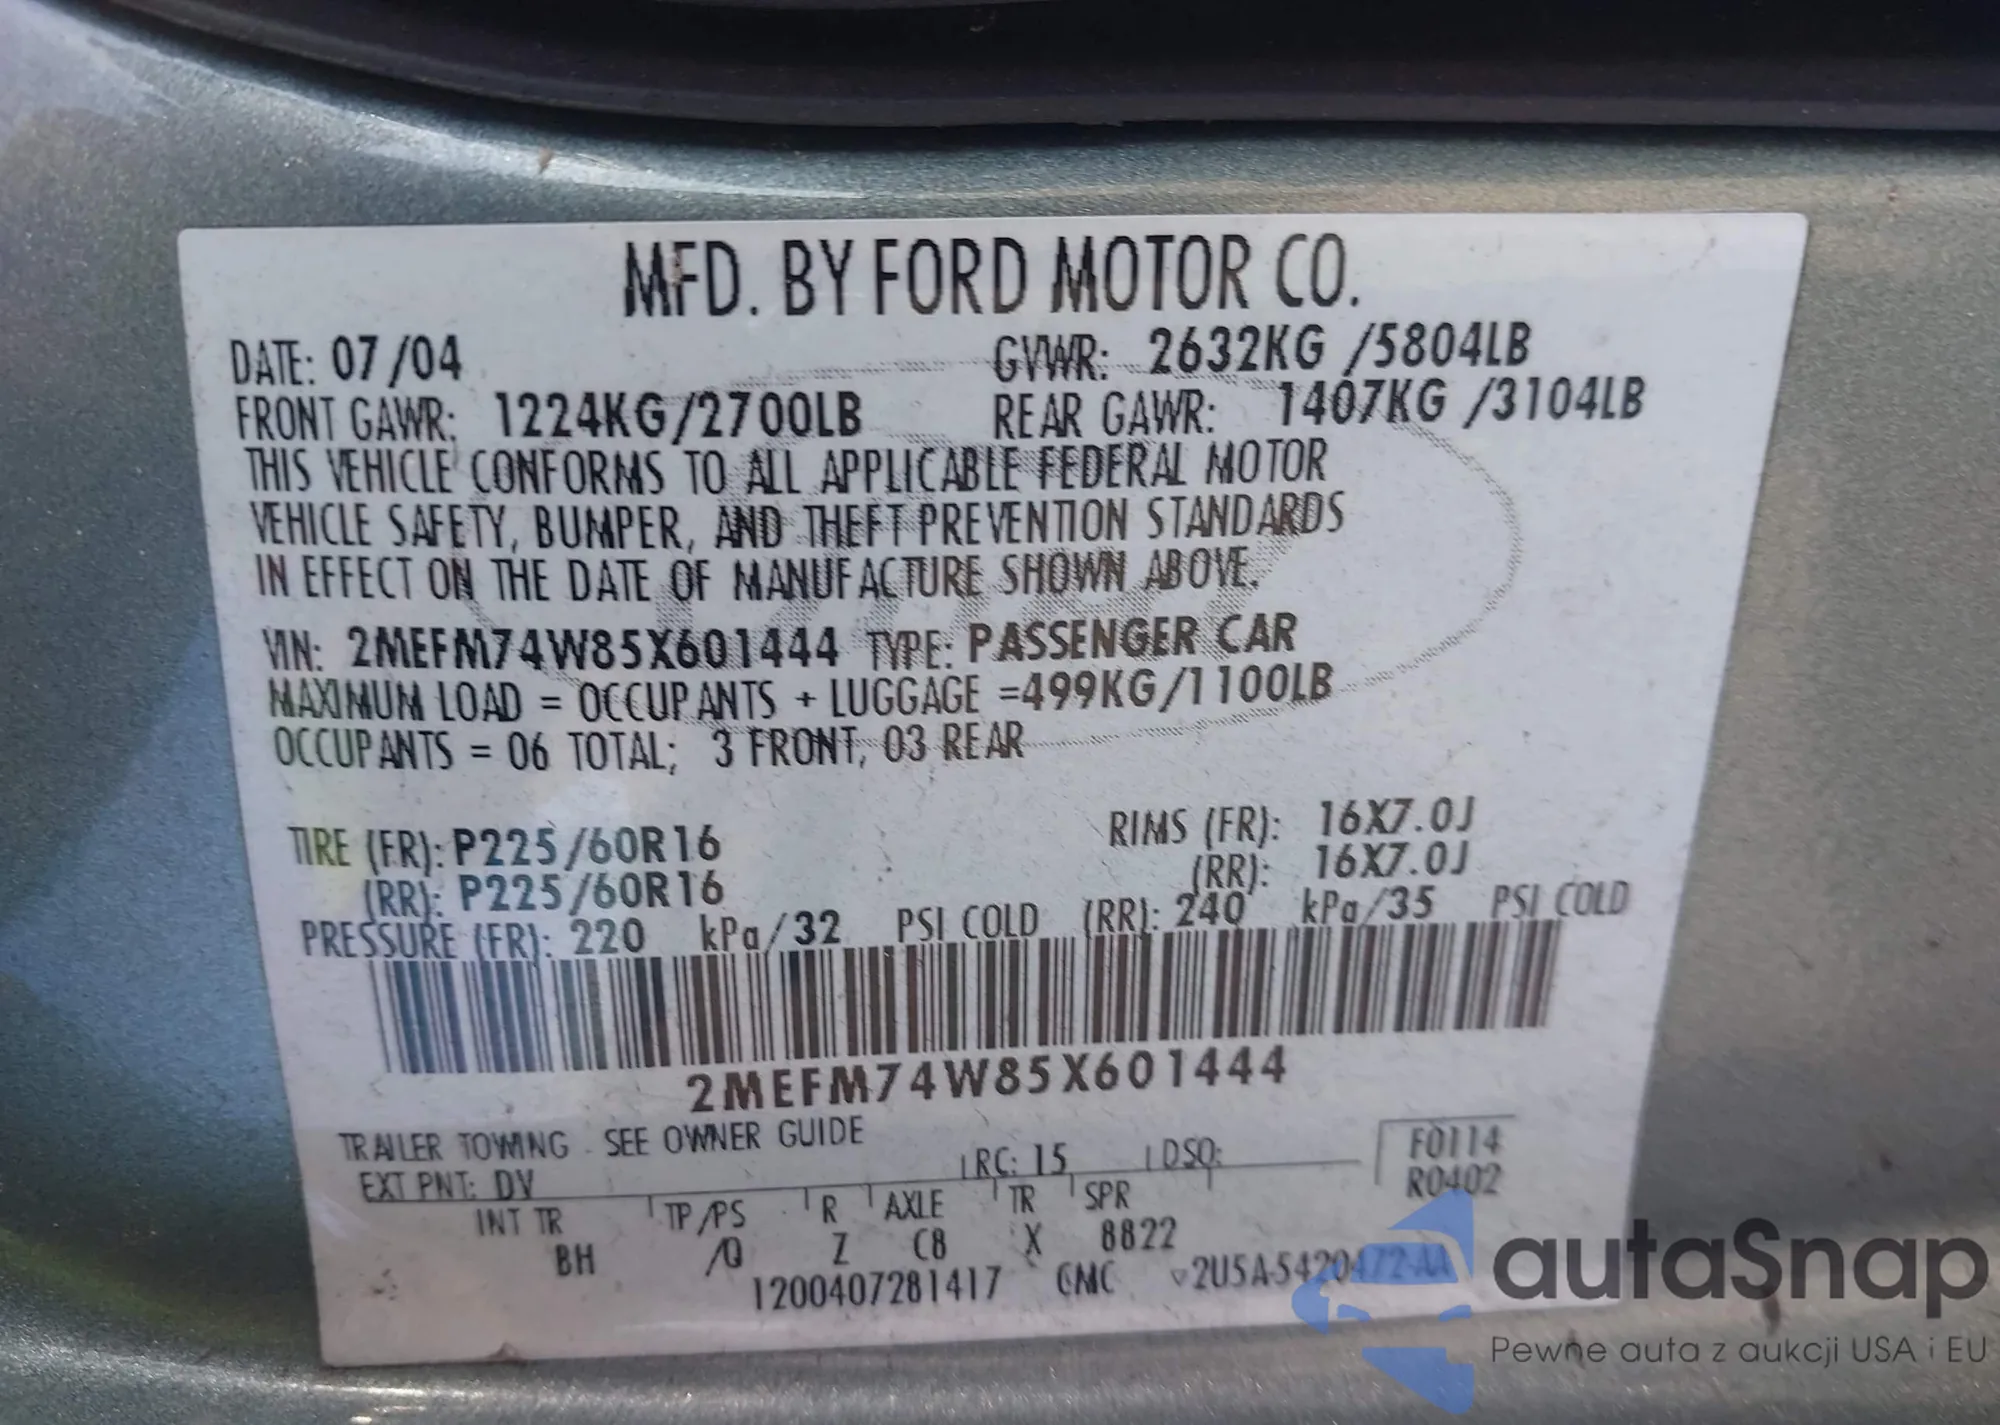 MFD. BY FORD MOTOR CO.
DATE: 07/04 GVWR: 2632KG /5804LB
FRONT GAWR: 1224KG/2700LB REAR GAWR: 1407KG /3104LB
THIS VEHICLE CONFORMS TO ALL APPLICABLE FEDERAL MOTOR
VEHICLE SAFETY, BUMPER, AND THEFT PREVENTION STANDARDS
IN EFFECT ON THE DATE OF MANUFACTURE SHOWN ABOVE.
VIN: 2MEFM74W85X601444 TYPE: PASSENGER CAR
MAXIMUM LOAD = OCCUPANTS + LUGGAGE =499KG/1100LB
OCCUPANTS = 06 TOTAL; 3 FRONT, 03 REAR
TIRE (FR): P225/60R16 RIMS (FR): 16X7.0J
(RR): P225/60R16 (RR): 16X7.0J
PRESSURE (FR): 220 kPa/32 PSI COLD (RR): 240 kPa/35 PSI COLD
2MEFM74W85X601444
TRAILER TOWING - SEE OWNER GUIDE
EXT PNT: DV RC: 15 DSO: F0114
R0402
INT TR TP/PS R AXLE TR SPR
BH /Q Z C8 X 8822
1200407281417 CMC 2U5A-5420472-AA
autaSnap
Pewne auta z aukcji USA i EU